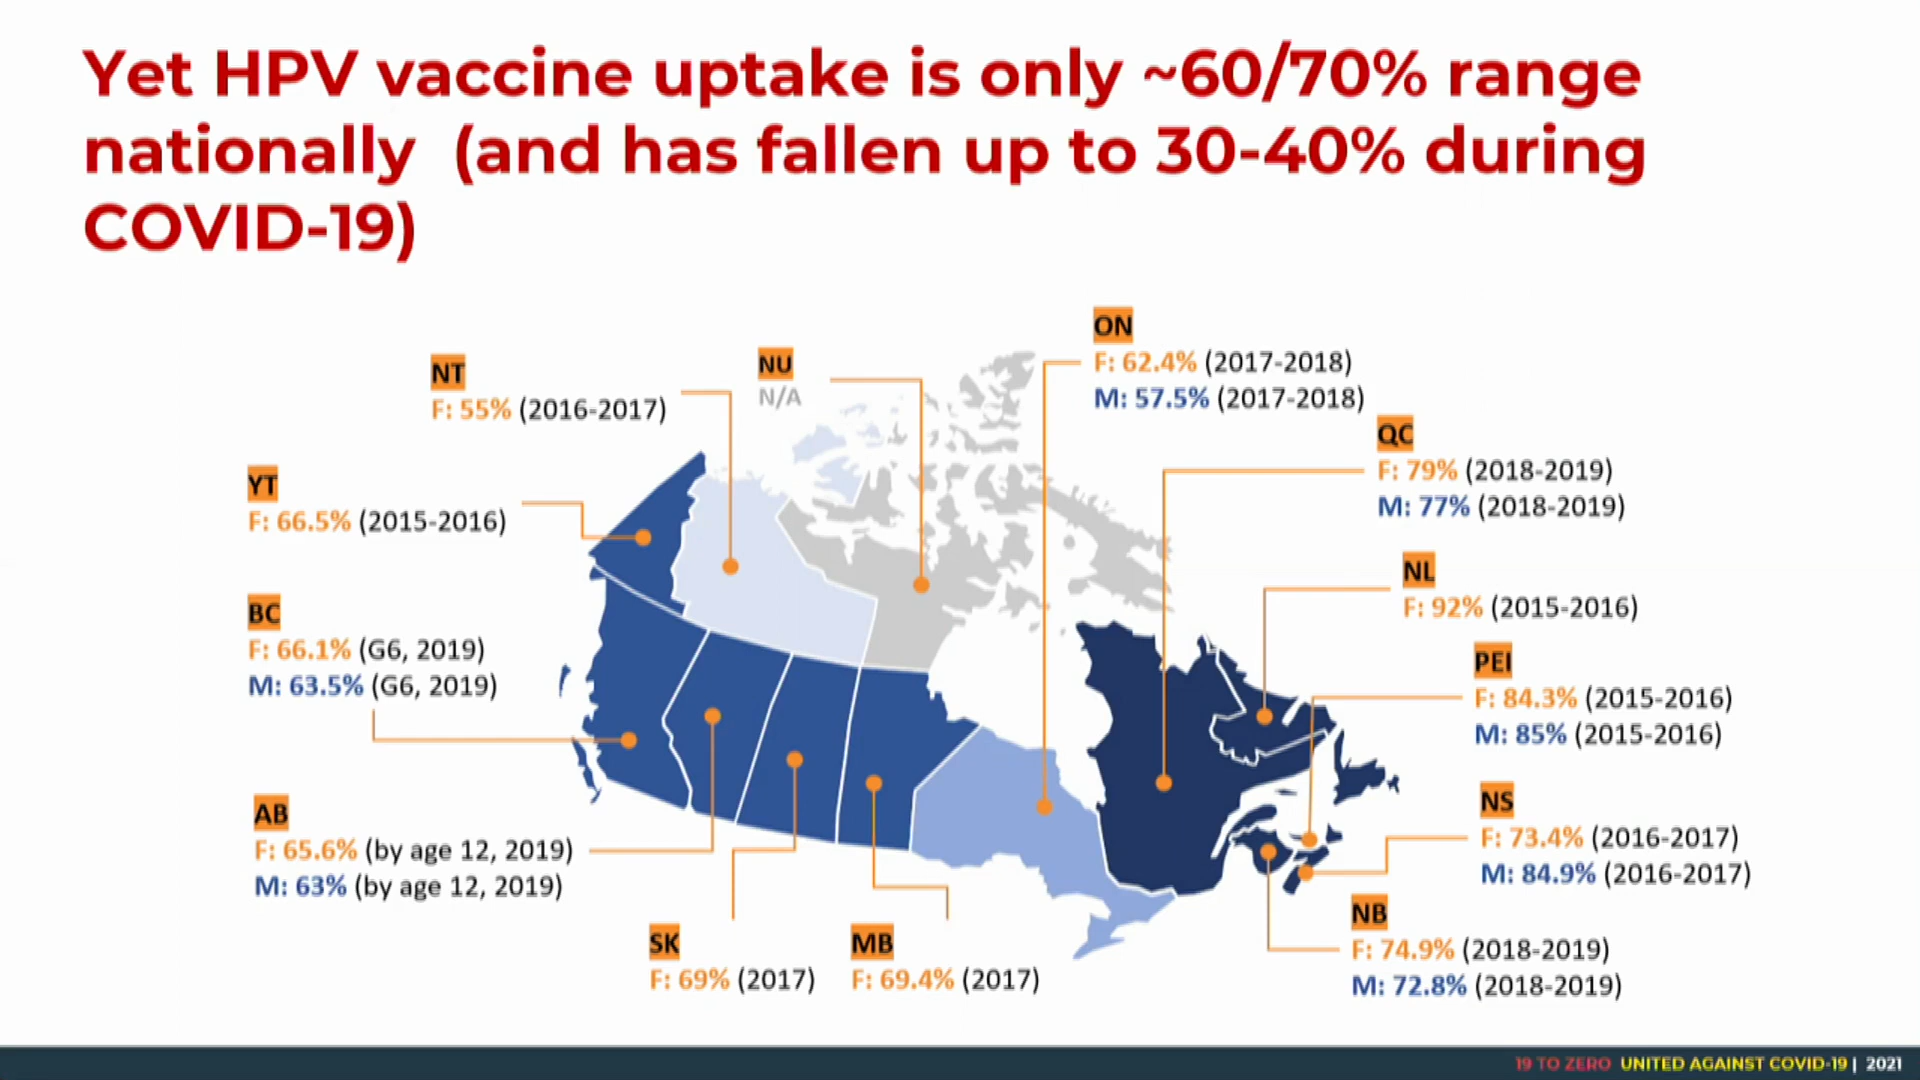 Yet HPV vaccine uptake is only ~60/70% range
nationally (and has fallen up to 30-40% during
COVID-19)
ON
F: 62.4% (2017-2018)
M: 57.5% (2017-2018)
NT
F: 55% (2016-2017)
NU
N/A
QC
F: 79% (2018-2019)
M: 77% (2018-2019)
YT
F: 66.5% (2015-2016)
NL
F: 92% (2015-2016)
BC
F: 66.1% (G6, 2019)
M: 63.5% (G6, 2019)
PEI
F: 84.3% (2015-2016)
M: 85% (2015-2016)
AB
F: 65.6% (by age 12, 2019)
M: 63% (by age 12, 2019)
NS
F: 73.4% (2016-2017)
M: 84.9% (2016-2017)
SK
F: 69% (2017)
MB
F: 69.4% (2017)
NB
F: 74.9% (2018-2019)
M: 72.8% (2018-2019)
19 TO ZERO UNITED AGAINST COVID-19 | 2021